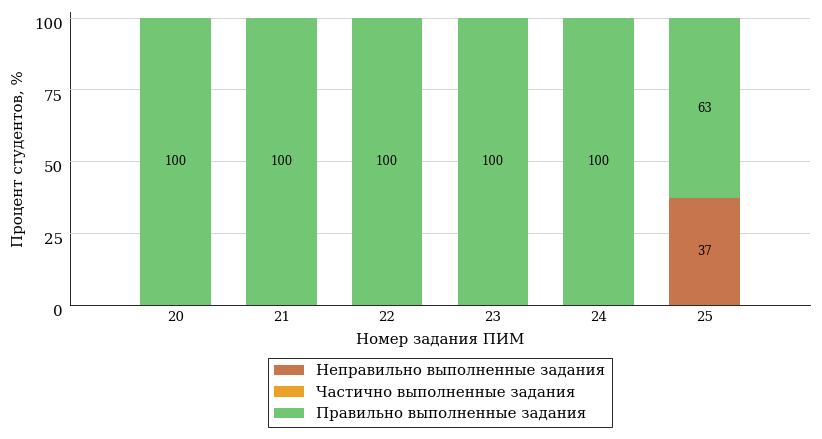 100
75
50
25
0
Процент студентов, %
100
100
100
100
100
63
37
20 21 22 23 24 25
Номер задания ПИМ
Неправильно выполненные задания
Частично выполненные задания
Правильно выполненные задания